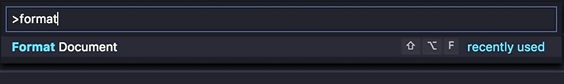 >format
Format Document ⇧ ⌥ F recently used